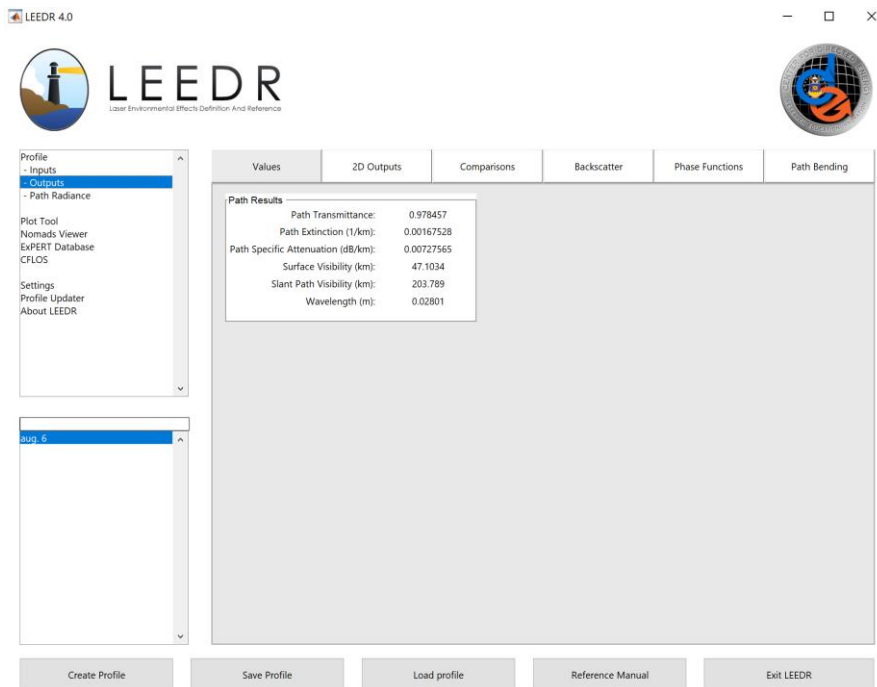 LEEDR 4.0
LEEDR
Laser Environmental Effects Definition And Reference
Profile
- Inputs
- Outputs
- Path Radiance
Plot Tool
Nomads Viewer
ExPERT Database
CFLOS
Settings
Profile Updater
About LEEDR
aug. 6
Values 2D Outputs Comparisons Backscatter Phase Functions Path Bending
Path Results
Path Transmittance: 0.978457
Path Extinction (1/km): 0.00167528
Path Specific Attenuation (dB/km): 0.00727565
Surface Visibility (km): 47.1034
Slant Path Visibility (km): 203.789
Wavelength (m): 0.02801
Create Profile Save Profile Load profile Reference Manual Exit LEEDR